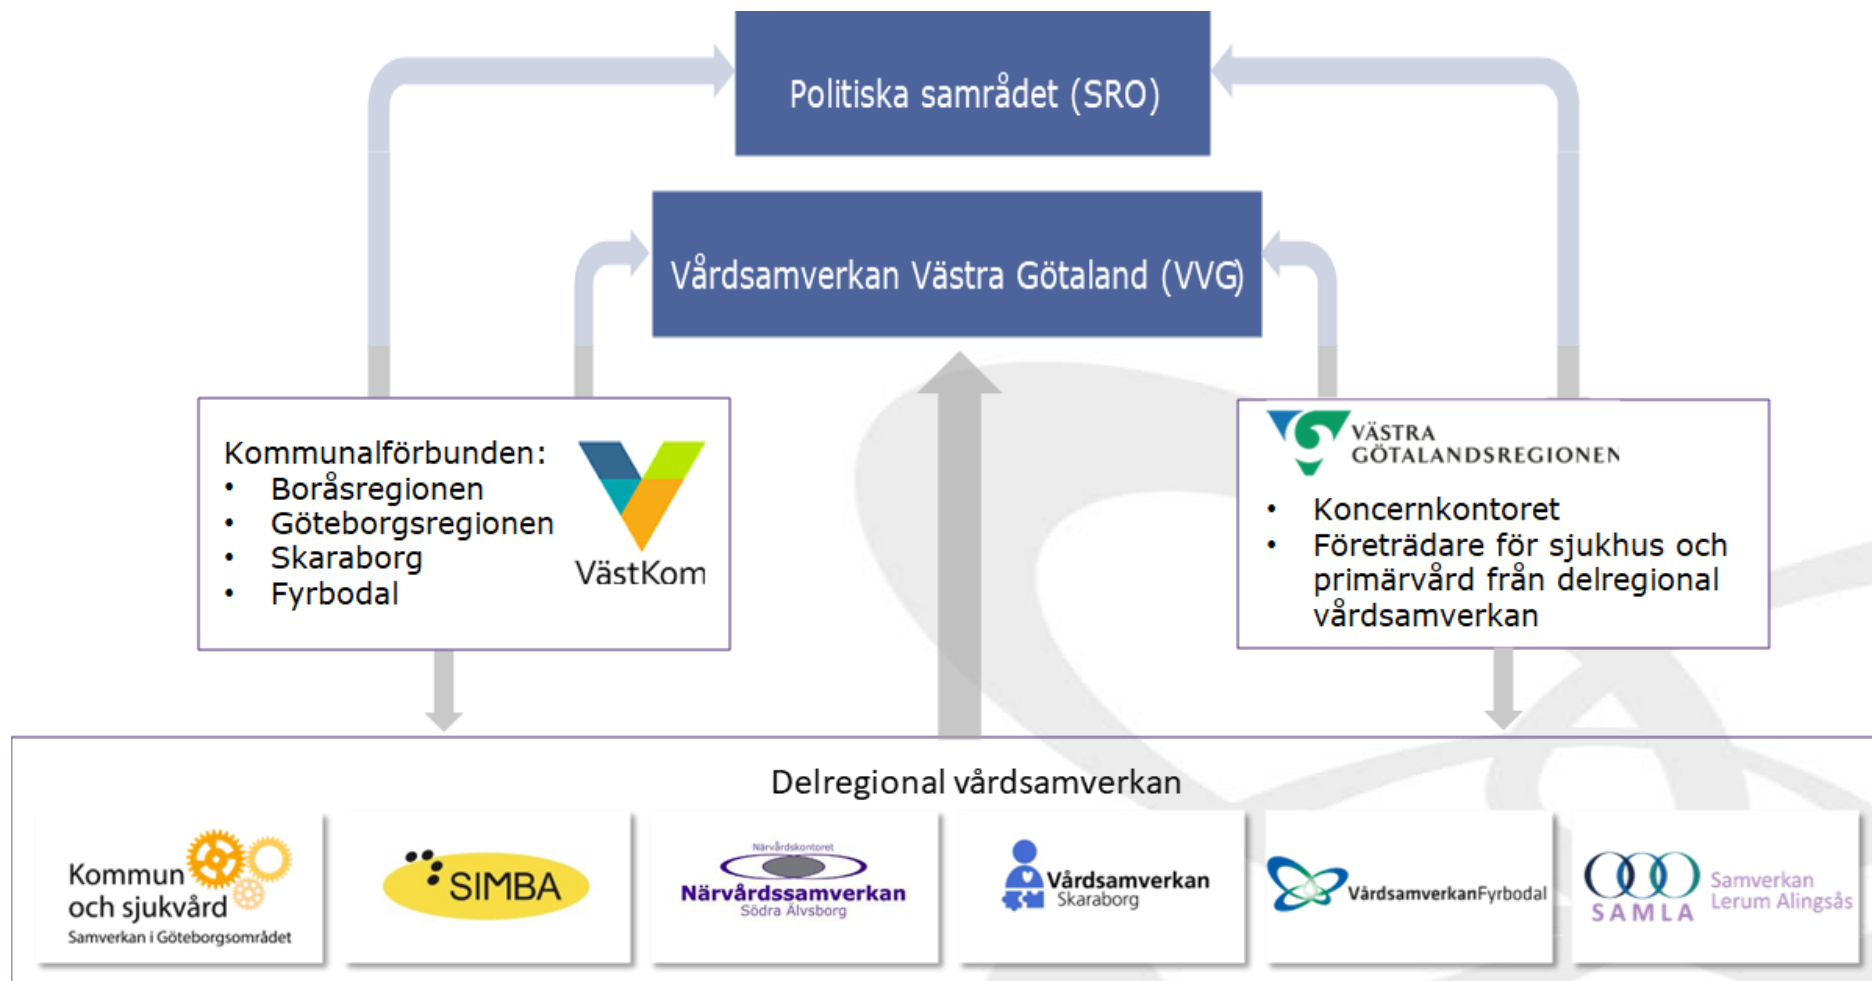 Politiska samrådet (SRO)
Vårdsamverkan Västra Götaland (VVG)
Kommunalförbunden:
• Boråsregionen
• Göteborgsregionen
• Skaraborg
• Fyrbodal
VästKom
VÄSTRA
GÖTALANDSREGIONEN
• Koncernkontoret
• Företrädare för sjukhus och
primärvård från delregional
vårdsamverkan
Delregional vårdsamverkan
Kommun
och sjukvård
Samverkan i Göteborgsområdet
SIMBA
Närvårdskontoret
Närvårdssamverkan
Södra Älvsborg
Vårdsamverkan
Skaraborg
VårdsamverkanFyrbodal
SAMLA
Samverkan
Lerum Alingsås